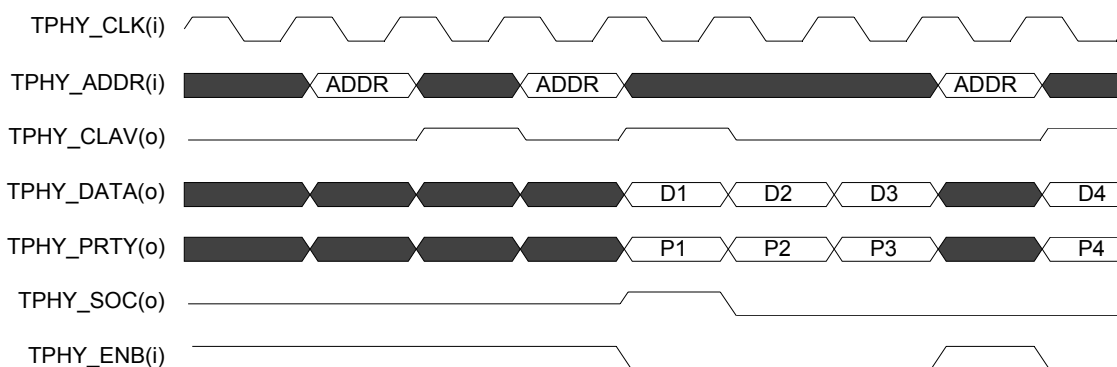 TPHY_CLK(i)
TPHY_ADDR(i) ADDR ADDR ADDR
TPHY_CLAV(o)
TPHY_DATA(o) D1 D2 D3 D4
TPHY_PRTY(o) P1 P2 P3 P4
TPHY_SOC(o)
TPHY_ENB(i)